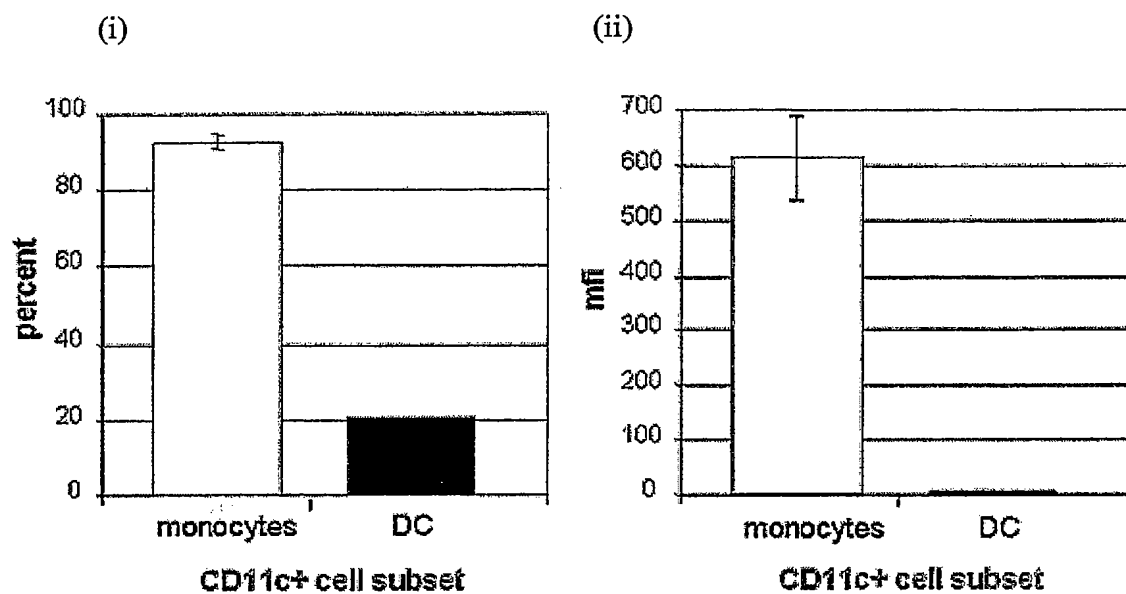 (i)
(ii)
100
80
60
40
20
0
percent
monocytes
DC
CD11c+ cell subset
700
600
500
400
300
200
100
0
mfi
monocytes
DC
CD11c+ cell subset